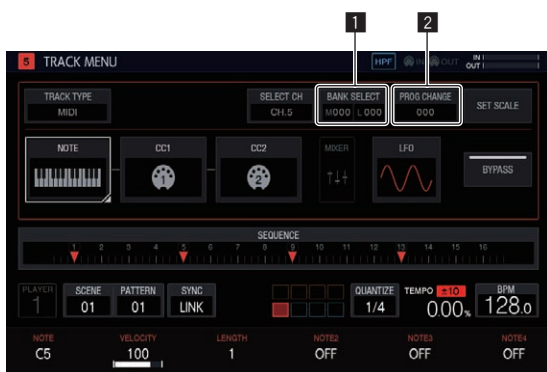 1 2
5 TRACK MENU HPF IN OUT IN
OUT
TRACK TYPE SELECT CH BANK SELECT PROG CHANGE SET SCALE
MIDI CH.5 M000 L000 000
NOTE CC1 CC2 MIXER LFO
1 2 BYPASS
SEQUENCE
1 2 3 4 5 6 7 8 9 10 11 12 13 14 15 16
PLAYER SCENE PATTERN SYNC QUANTIZE TEMPO ±10 BPM
1 01 01 LINK 1/4 0.00% 128.0
NOTE VELOCITY LENGTH NOTE2 NOTE3 NOTE4
C5 100 1 OFF OFF OFF